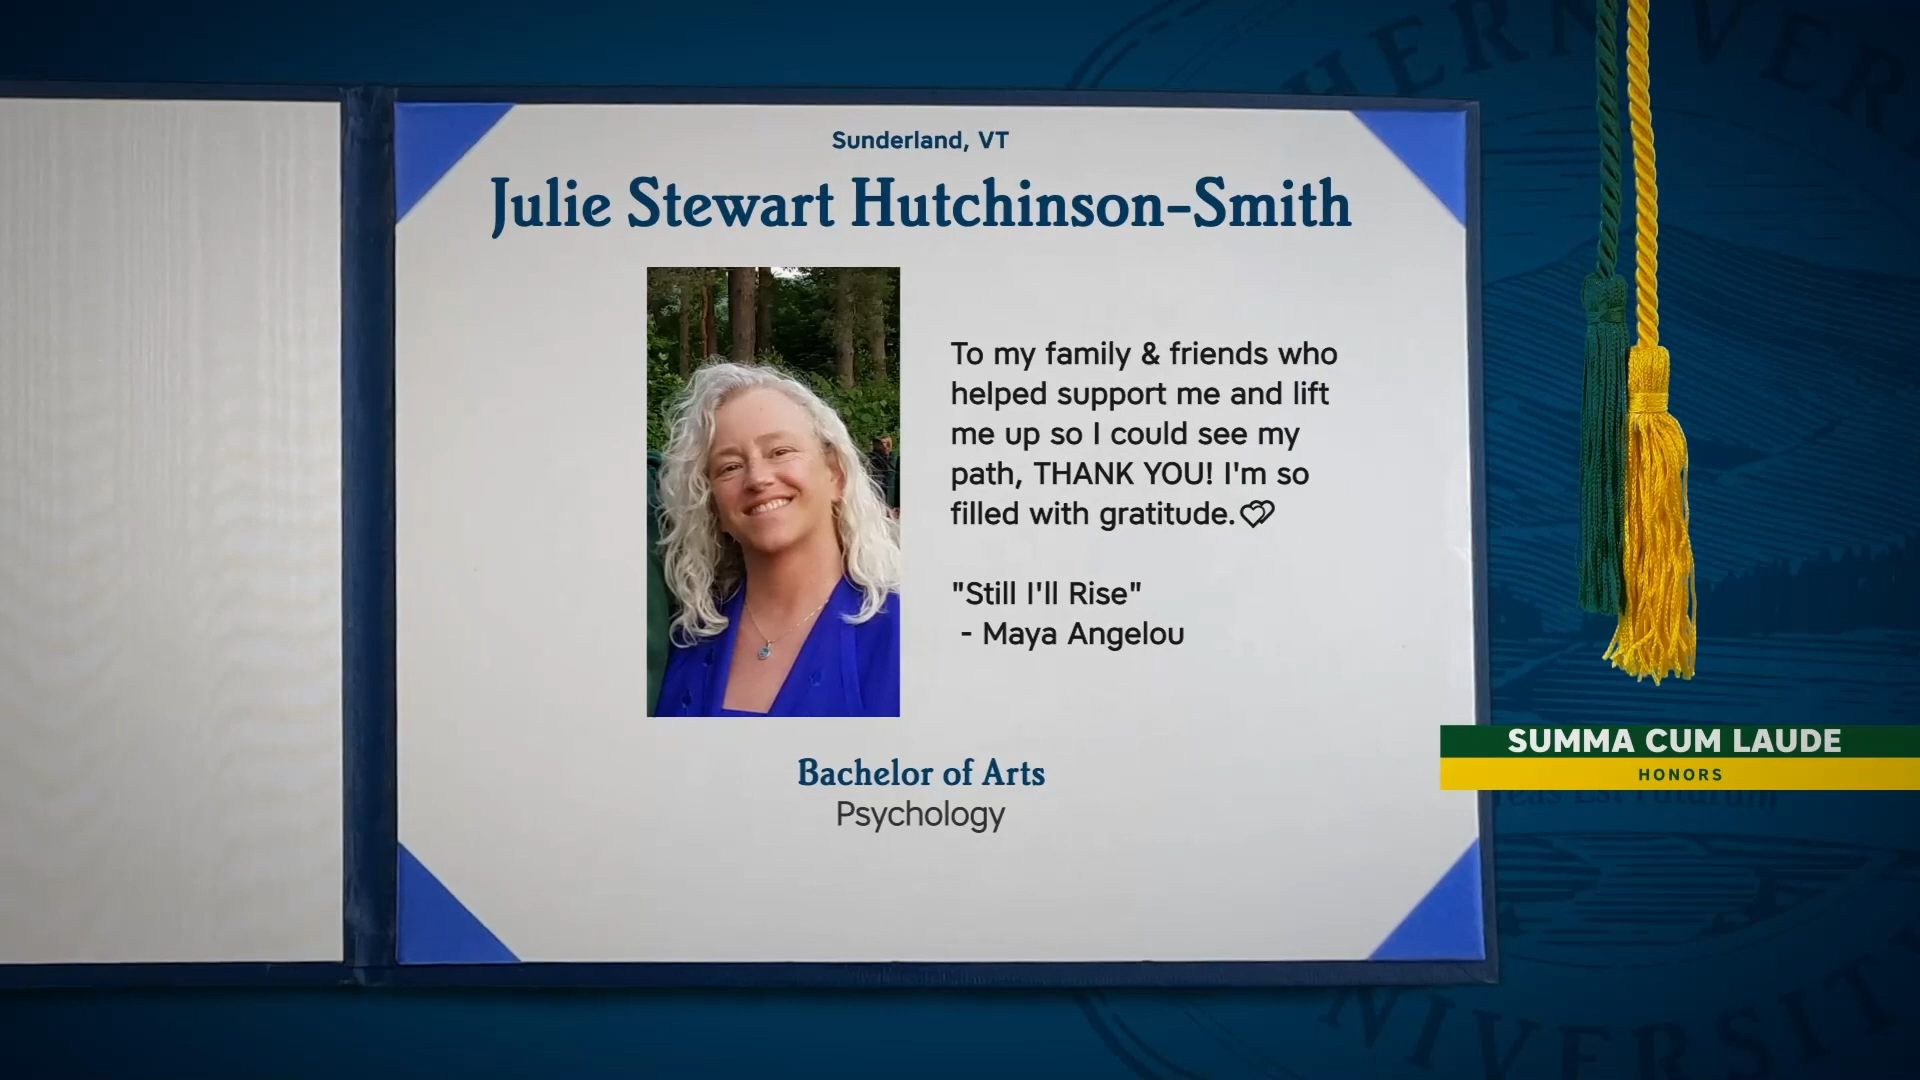 Sunderland, VT
Julie Stewart Hutchinson-Smith
To my family & friends who
helped support me and lift
me up so I could see my
path, THANK YOU! I'm so
filled with gratitude.
"Still I'll Rise"
- Maya Angelou
Bachelor of Arts
Psychology
SUMMA CUM LAUDE
HONORS